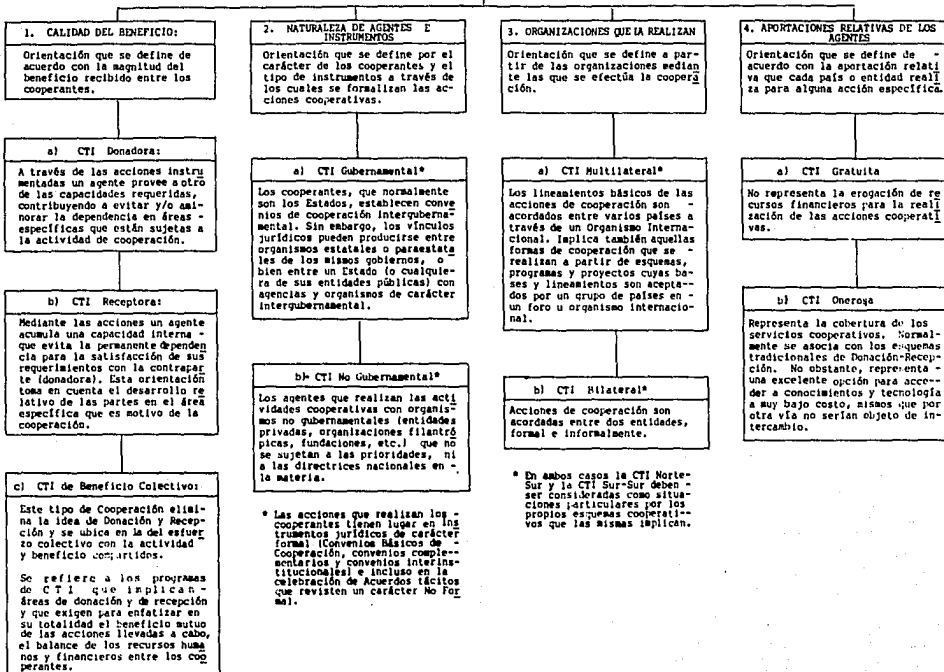 1. CALIDAD DEL BENEFICIO:
Orientación que se define de
acuerdo con la magnitud del
beneficio recibido entre los
cooperantes.
a) CTI Donadora:
A través de las acciones instru
mentadas un agente provee a otro
de las capacidades requeridas,
contribuyendo a evitar y/o ami-
norar la dependencia en áreas -
específicas que están sujetas a
la actividad de cooperación.
b) CTI Receptora:
Mediante las acciones un agente
acumula una capacidad interna -
que evita la permanente dependen
cia para la satisfacción de sus
requerimientos con la contrapar
te (donadora). Esta orientación
toma en cuenta el desarrollo re
lativo de las partes en el área
específica que es motivo de la
cooperación.
c) CTI de Beneficio Colectivo:
Este tipo de Cooperación elimi-
na la idea de Donación y Recep-
ción y se ubica en la del esfuer
zo colectivo con la actividad
y beneficio compartidos.
Se refiere a los programas
de CTI que implican -
áreas de donación y de recepción
y que exigen para enfatizar en
su totalidad el beneficio mutuo
de las acciones llevadas a cabo,
el balance de los recursos huma
nos y financieros entre los coo
perantes.
2. NATURALEZA DE AGENTES E
INSTRUMENTOS
Orientación que se define por el
carácter de los cooperantes y el
tipo de instrumentos a través de
los cuales se formalizan las ac-
ciones cooperativas.
a) CTI Gubernamental*
Los cooperantes, que normalmente
son los Estados, establecen conve
nios de cooperación interguberna-
mental. Sin embargo, los vínculos
jurídicos pueden producirse entre
organismos estatales o paraestata
les de los mismos gobiernos, o -
bien entre un Estado (o cualquie-
ra de sus entidades públicas) con
agencias y organismos de carácter
intergubernamental.
b)- CTI No Gubernamental*
Los agentes que realizan las acti
vidades cooperativas con organis-
mos no gubernamentales (entidades
privadas, organizaciones filantró
picas, fundaciones, etc.) que no
se sujetan a las prioridades, ni
a las directrices nacionales en -
la materia.
* Las acciones que realizan los -
cooperantes tienen lugar en ins
trumentos jurídicos de carácter
formal (Convenios Básicos de -
Cooperación, convenios comple--
mentarios y convenios interins-
titucionales) e incluso en la
celebración de Acuerdos tácitos
que revisten un carácter No For
mal.
3. ORGANIZACIONES QUE LA REALIZAN
Orientación que se define a par-
tir de las organizaciones median
te las que se efectúa la coopera
ción.
a) CTI Multilateral*
Los lineamientos básicos de las
acciones de cooperación son -
acordados entre varios países a
través de un Organismo Interna-
cional. Implica también aquellas
formas de cooperación que se -
realizan a partir de esquemas,
programas y proyectos cuyas ba-
ses y lineamientos son acepta--
dos por un grupo de países en -
un foro u organismo internacio-
nal.
b) CTI Bilateral*
Acciones de cooperación son
acordadas entre dos entidades,
formal e informalmente.
* En ambos casos la CTI Norte-
Sur y la CTI Sur-Sur deben -
ser consideradas como situa-
ciones particulares por los
propios esquemas cooperati--
vos que las mismas implican.
4. APORTACIONES RELATIVAS DE LOS
AGENTES
Orientación que se define de -
acuerdo con la aportación relati
va que cada país o entidad reali
za para alguna acción específica.
a) CTI Gratuita
No representa la erogación de re
cursos financieros para la reali
zación de las acciones cooperati
vas.
b) CTI Onerosa
Representa la cobertura de los
servicios cooperativos. Normal-
mente se asocia con los esquemas
tradicionales de Donación-Recep-
ción. No obstante, representa -
una excelente opción para acce--
der a conocimientos y tecnología
a muy bajo costo, mismos que por
otra vía no serían objeto de in-
tercambio.